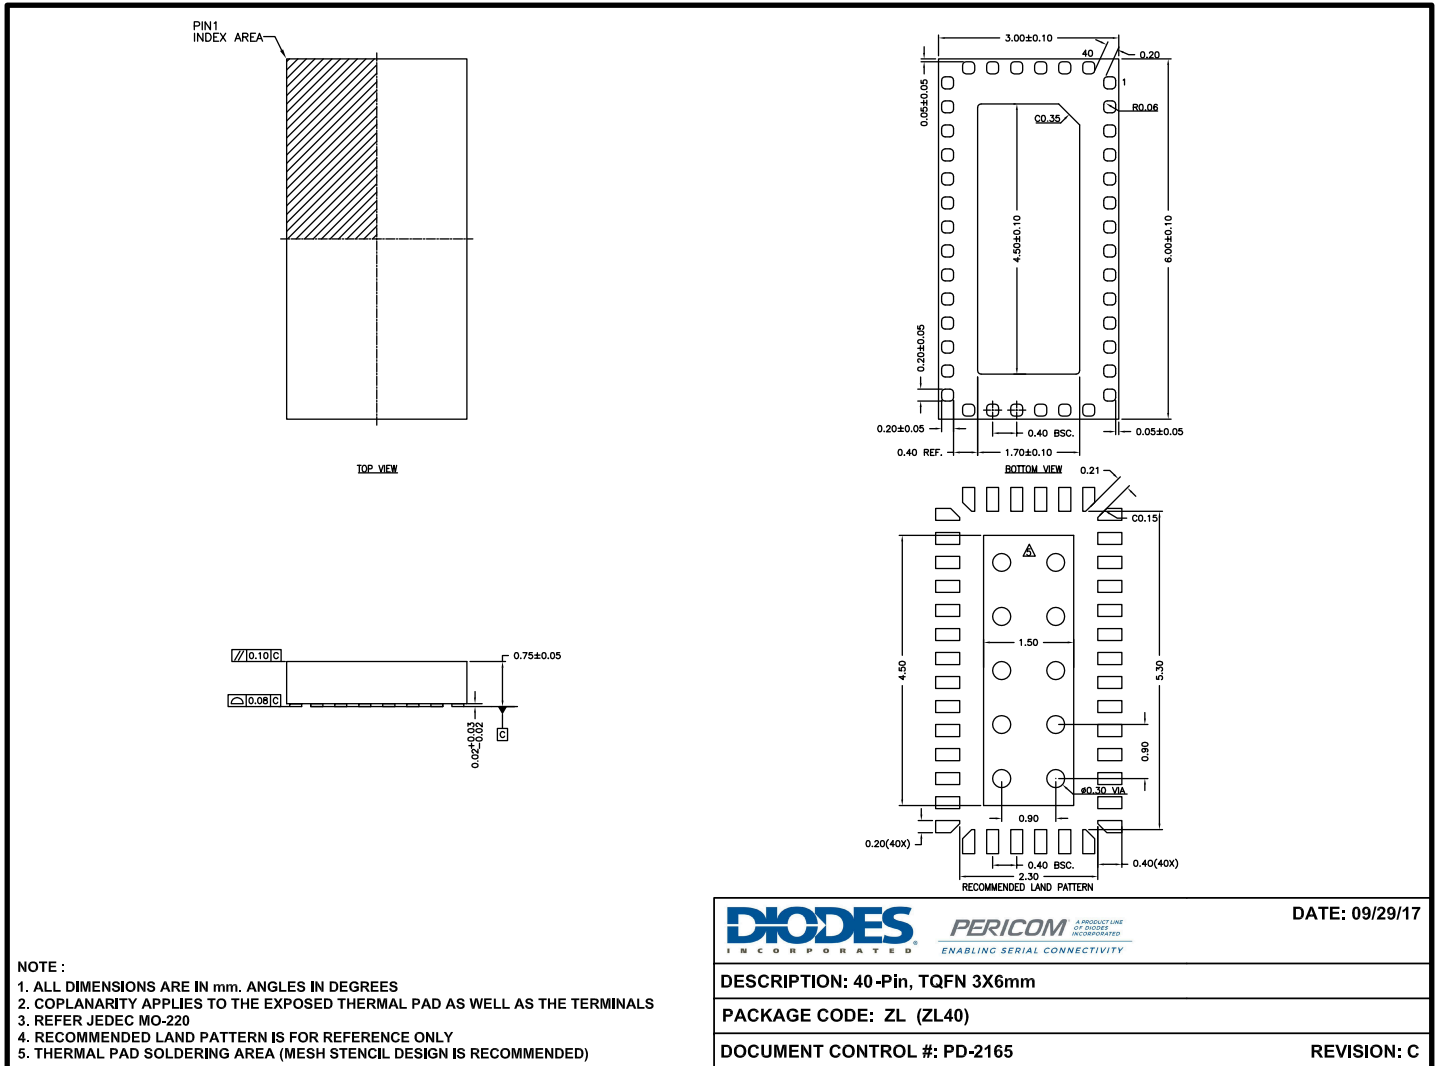 PIN1
INDEX AREA
TOP VIEW
3.00±0.10
40
0.20
1
0.05±0.05
R0.06
C0.35
4.50±0.10
6.00±0.10
0.20±0.05
0.20±0.05
0.40 BSC.
0.05±0.05
0.40 REF.
1.70±0.10
BOTTOM VIEW
0.21
C0.15
5
1.50
4.50
5.30
0.90
ø0.30 VIA
0.90
0.20(40X)
0.40 BSC.
0.40(40X)
2.30
RECOMMENDED LAND PATTERN
// 0.10 C
0.08 C
0.75±0.05
C
0.02+0.03
-0.02
NOTE :
1. ALL DIMENSIONS ARE IN mm. ANGLES IN DEGREES
2. COPLANARITY APPLIES TO THE EXPOSED THERMAL PAD AS WELL AS THE TERMINALS
3. REFER JEDEC MO-220
4. RECOMMENDED LAND PATTERN IS FOR REFERENCE ONLY
5. THERMAL PAD SOLDERING AREA (MESH STENCIL DESIGN IS RECOMMENDED)
DIODES
INCORPORATED
PERICOM
A PRODUCT LINE
OF DIODES
INCORPORATED
ENABLING SERIAL CONNECTIVITY
DATE: 09/29/17
DESCRIPTION: 40-Pin, TQFN 3X6mm
PACKAGE CODE: ZL (ZL40)
DOCUMENT CONTROL #: PD-2165
REVISION: C